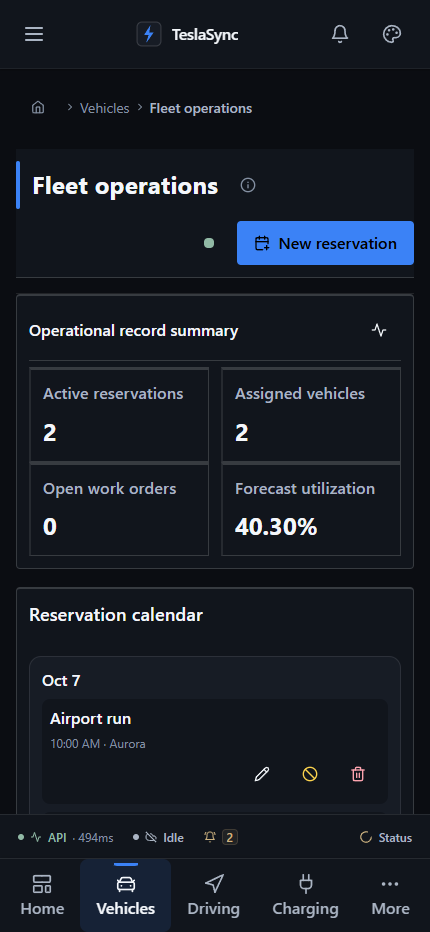 TeslaSync
Vehicles
Fleet operations
Fleet operations
New reservation
Operational record summary
Active reservations
2
Assigned vehicles
2
Open work orders
0
Forecast utilization
40.30%
Reservation calendar
Oct 7
Airport run
10:00 AM · Aurora
API · 494ms
Idle
2
Status
Home
Vehicles
Driving
Charging
More